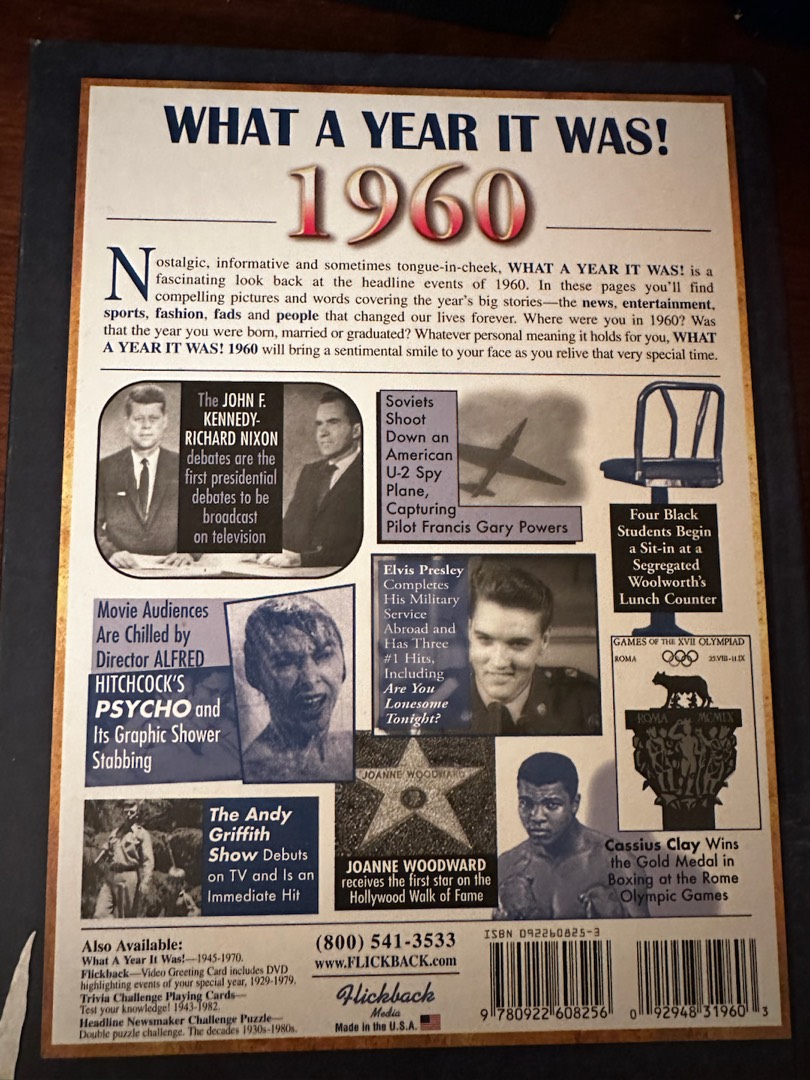 WHAT A YEAR IT WAS!
1960
Nostalgic, informative and sometimes tongue-in-cheek, WHAT A YEAR IT WAS! is a
fascinating look back at the headline events of 1960. In these pages you'll find
compelling pictures and words covering the year's big stories—the news, entertainment,
sports, fashion, fads and people that changed our lives forever. Where were you in 1960? Was
that the year you were born, married or graduated? Whatever personal meaning it holds for you, WHAT
A YEAR IT WAS! 1960 will bring a sentimental smile to your face as you relive that very special time.
The JOHN F.
KENNEDY-
RICHARD NIXON
debates are the
first presidential
debates to be
broadcast
on television
Soviets
Shoot
Down an
American
U-2 Spy
Plane,
Capturing
Pilot Francis Gary Powers
Four Black
Students Begin
a Sit-in at a
Segregated
Woolworth's
Lunch Counter
Movie Audiences
Are Chilled by
Director ALFRED
HITCHCOCK'S
PSYCHO and
Its Graphic Shower
Stabbing
Elvis Presley
Completes
His Military
Service
Abroad and
Has Three
#1 Hits,
Including
Are You
Lonesome
Tonight?
GAMES OF THE XVII OLYMPIAD
ROMA 25.VIII-11.IX
ROMA MCMLX
The Andy
Griffith
Show Debuts
on TV and Is an
Immediate Hit
JOANNE WOODWARD
JOANNE WOODWARD
receives the first star on the
Hollywood Walk of Fame
Cassius Clay Wins
the Gold Medal in
Boxing at the Rome
Olympic Games
Also Available:
What A Year It Was!—1945-1970.
Flickback—Video Greeting Card includes DVD
highlighting events of your special year, 1929-1979.
Trivia Challenge Playing Cards—
Test your knowledge! 1943-1982.
Headline Newsmaker Challenge Puzzle—
Double puzzle challenge. The decades 1930s-1980s.
(800) 541-3533
www.FLICKBACK.com
Flickback
Media
Made in the U.S.A.
ISBN 092260825-3
9 780922 608256
0 92948 31960 3